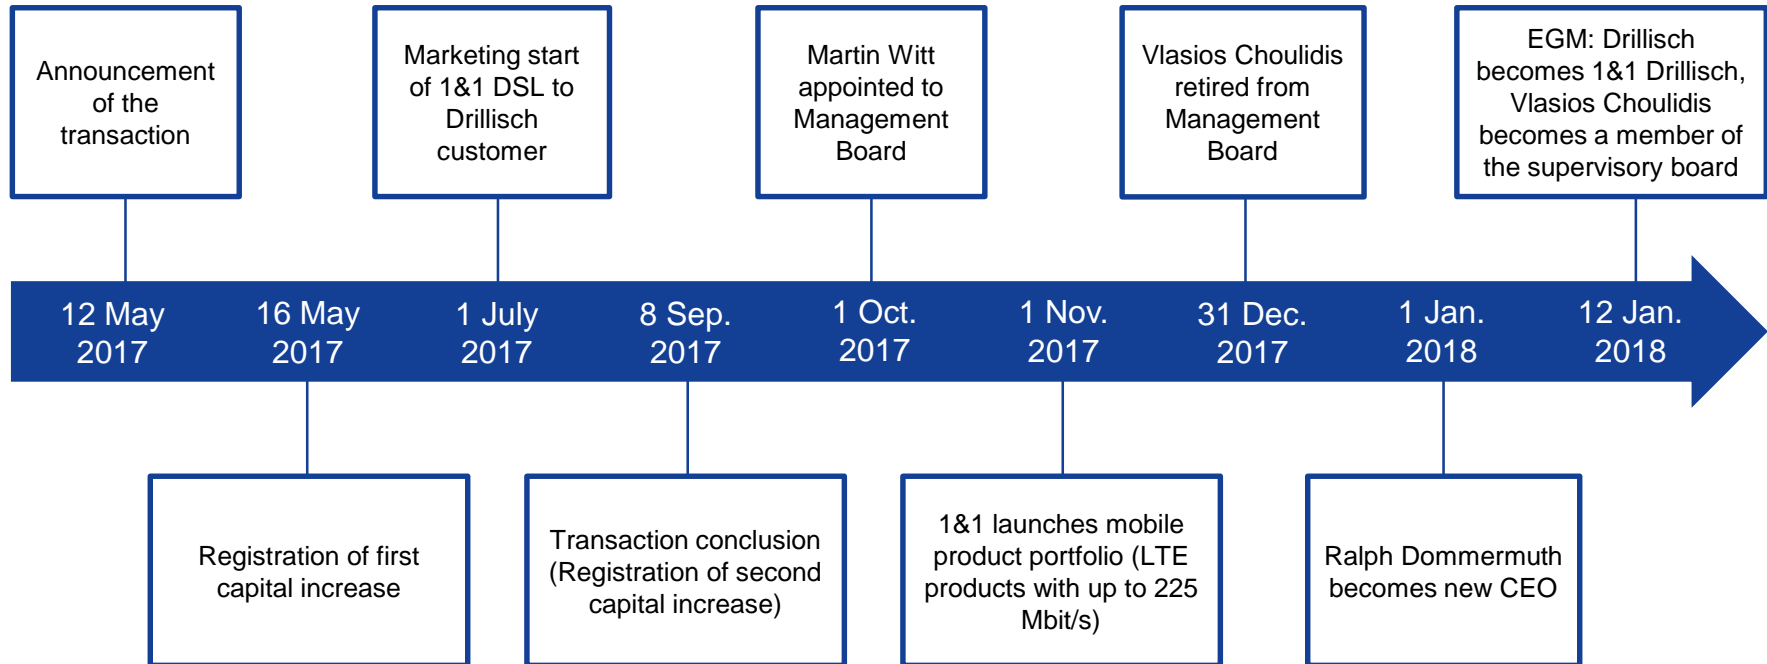 Announcement
of the
transaction
Marketing start
of 1&1 DSL to
Drillisch
customer
Martin Witt
appointed to
Management
Board
Vlasios Choulidis
retired from
Management
Board
EGM: Drillisch
becomes 1&1 Drillisch,
Vlasios Choulidis
becomes a member of
the supervisory board
12 May
2017
16 May
2017
1 July
2017
8 Sep.
2017
1 Oct.
2017
1 Nov.
2017
31 Dec.
2017
1 Jan.
2018
12 Jan.
2018
Registration of first
capital increase
Transaction conclusion
(Registration of second
capital increase)
1&1 launches mobile
product portfolio (LTE
products with up to 225
Mbit/s)
Ralph Dommermuth
becomes new CEO